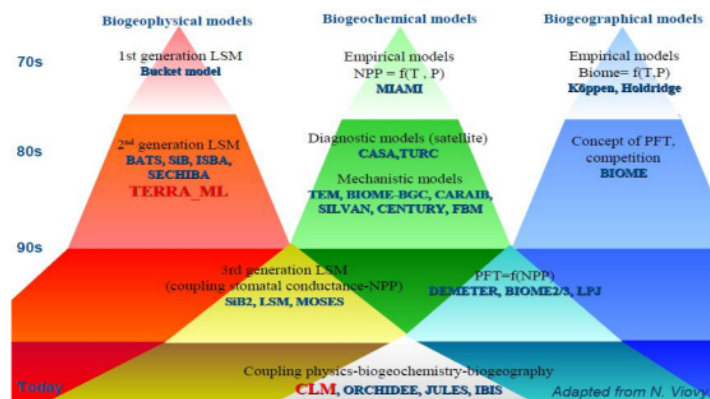 Biogeophysical models
Biogeochemical models
Biogeographical models
70s
1st generation LSM
Bucket model
Empirical models
NPP = f(T , P)
MIAMI
Empirical models
Biome= f(T,P)
Köppen, Holdridge
80s
2nd generation LSM
BATS, SiB, ISBA,
SECHIBA
TERRA_ML
Diagnostic models (satellite)
CASA,TURC
Mechanistic models
TEM, BIOME-BGC, CARAIB,
SILVAN, CENTURY, FBM
Concept of PFT,
competition
BIOME
90s
3rd generation LSM
(coupling stomatal conductance-NPP)
SiB2, LSM, MOSES
PFT=f(NPP)
DEMETER, BIOME2/3, LPJ
Today
Coupling physics-biogeochemistry-biogeography
CLM, ORCHIDEE, JULES, IBIS
Adapted from N. Viovy